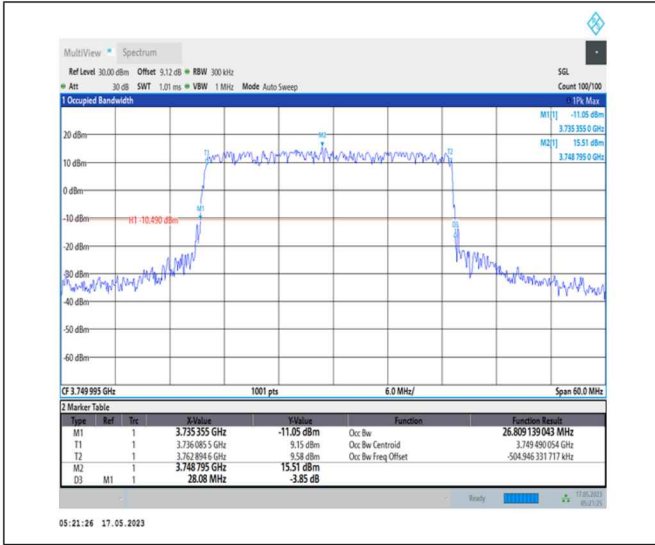 MultiView Spectrum
Ref Level 30.00 dBm Offset 9.12 dB RBW 300 kHz SGL
Att 30 dB SWT 1.01 ms VBW 1 MHz Mode Auto Sweep Count 100/100
1 Occupied Bandwidth 1Pk Max
M1[1] -11.05 dBm
3.735 355 0 GHz
20 dBm M2[1] 15.51 dBm
M2
3.748 795 0 GHz
T1 T2
10 dBm
0 dBm
M1
-10 dBm H1 -10.490 dBm
D3
-20 dBm
-30 dBm
-40 dBm
-50 dBm
-60 dBm
CF 3.749 995 GHz 1001 pts 6.0 MHz/ Span 60.0 MHz
2 Marker Table
Type Ref Trc X-Value Y-Value Function Function Result
M1 1 3.735 355 GHz -11.05 dBm Occ Bw 26.809 139 043 MHz
T1 1 3.736 085 5 GHz 9.15 dBm Occ Bw Centroid 3.749 490 054 GHz
T2 1 3.762 894 6 GHz 9.58 dBm Occ Bw Freq Offset -504.946 331 717 kHz
M2 1 3.748 795 GHz 15.51 dBm
D3 M1 1 28.08 MHz -3.85 dB
Ready 17.05.2023
05:21:25
05:21:26 17.05.2023